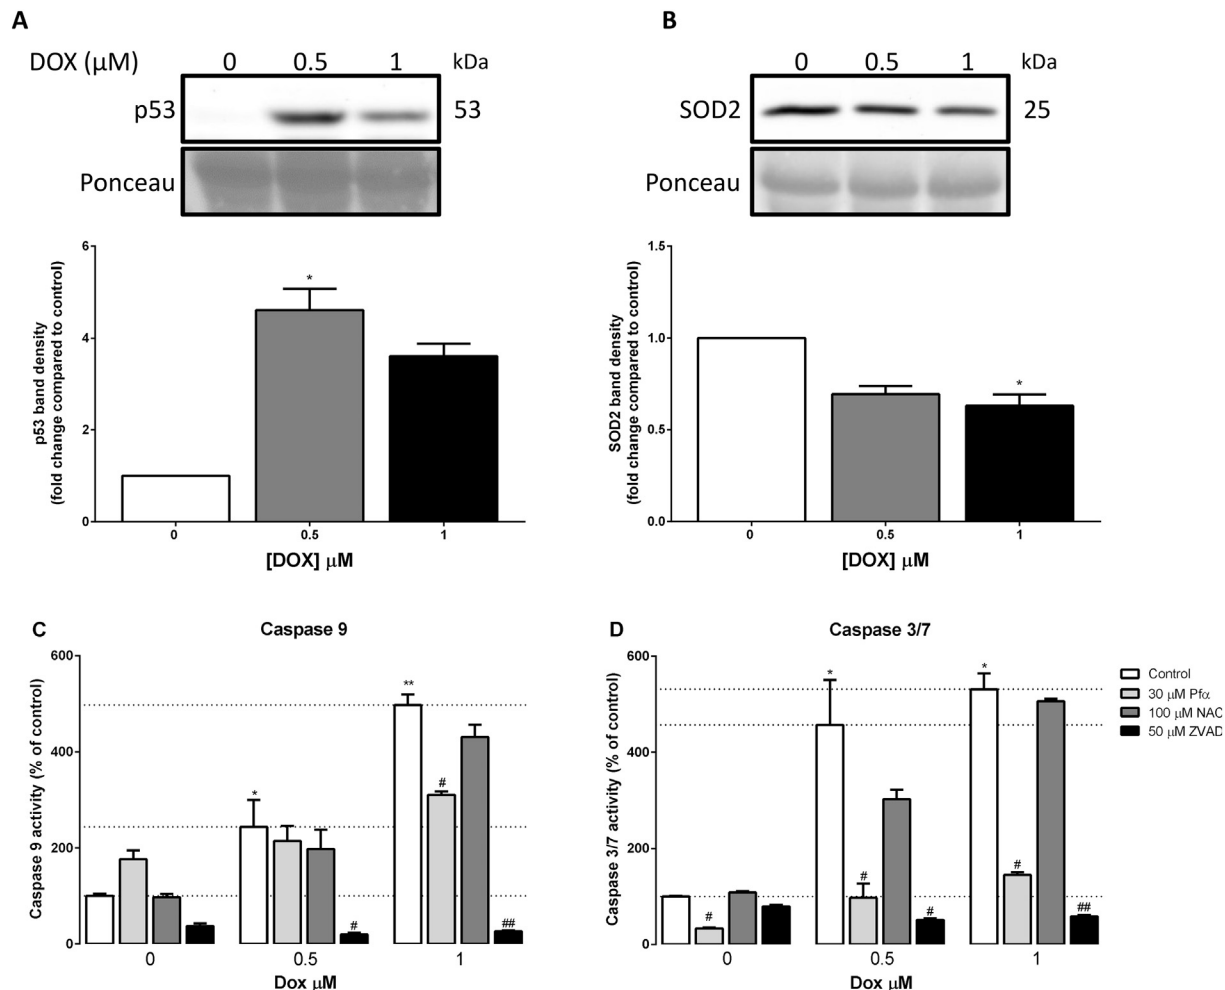 A
DOX (μM) 0 0.5 1 kDa
p53 53
Ponceau
p53 band density
(fold change compared to control)
6
4
2
0
*
0 0.5 1
[DOX] μM
B
0 0.5 1 kDa
SOD2 25
Ponceau
SOD2 band density
(fold change compared to control)
1.5
1.0
0.5
0.0
*
0 0.5 1
[DOX] μM
C Caspase 9
Caspase 9 activity (% of control)
600
400
200
0
*
#
**
#
##
0 0.5 1
Dox μM
D Caspase 3/7
Caspase 3/7 activity (% of control)
600
400
200
0
#
*
#
#
*
#
##
0 0.5 1
Dox μM
Control
30 μM Pfα
100 μM NAC
50 μM ZVAD